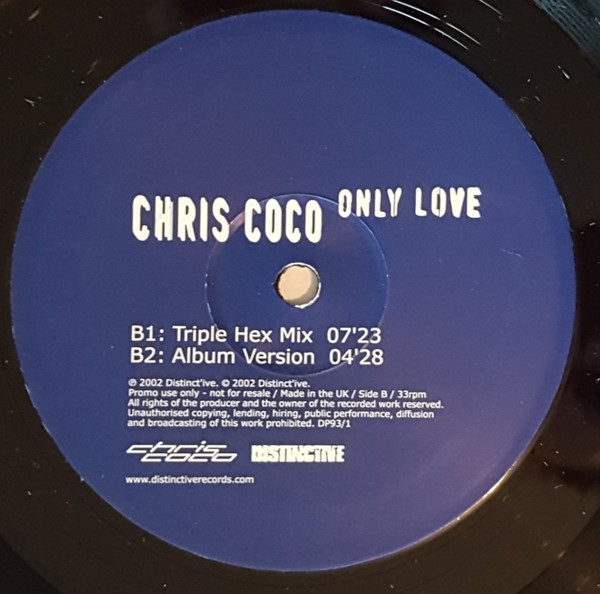 CHRIS COCO ONLY LOVE
B1: Triple Hex Mix 07'23
B2: Album Version 04'28
℗ 2002 Distinct'ive. © 2002 Distinct'ive.
Promo use only - not for resale / Made in the UK / Side B / 33rpm
All rights of the producer and the owner of the recorded work reserved.
Unauthorised copying, lending, hiring, public performance, diffusion
and broadcasting of this work prohibited. DP93/1
chris coco DISTINCTIVE
www.distinctiverecords.com